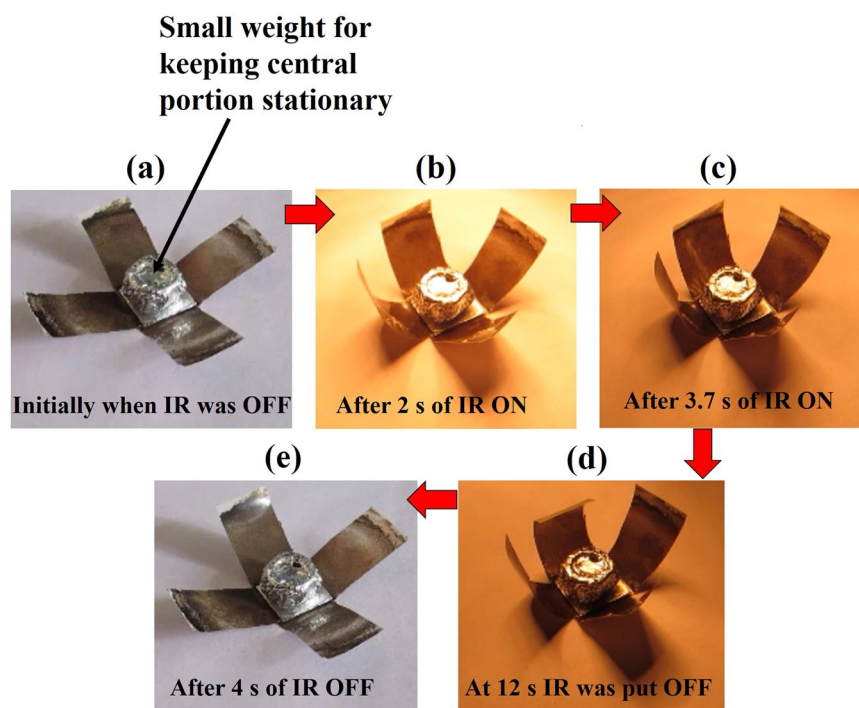 Small weight for
keeping central
portion stationary
(a)
(b)
(c)
Initially when IR was OFF
After 2 s of IR ON
After 3.7 s of IR ON
(e)
(d)
After 4 s of IR OFF
At 12 s IR was put OFF